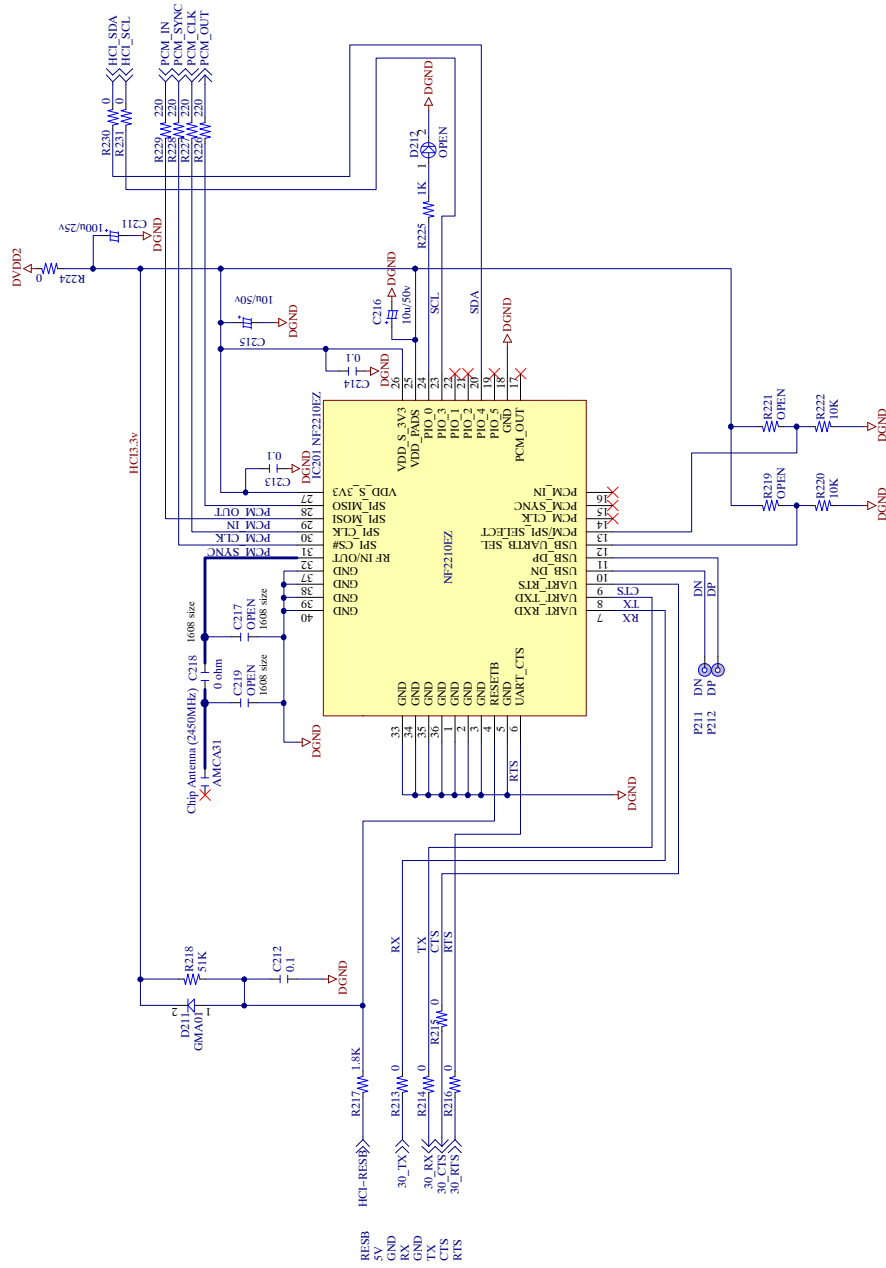 DVDD2
0
R224
100u/25v
C211
DGND
R230 0 HCI_SDA
R231 0 HCI_SCL
R229 220 PCM_IN
R228 220 PCM_SYNC
R227 220 PCM_CLK
R226 220 PCM_OUT
HCI3.3v
10u/50v
C215
DGND
C216
10u/50v
DGND
R225
1K
D212
OPEN
1
2
DGND
SCL
SDA
0.1
C214
DGND
0.1
C213
DGND
DGND
IC201 NF2210EZ
NF2210EZ
26 VDD_S_3V3
25 VDD_PADS
24 PIO_0
23 PIO_3
22 PIO_1
21 PIO_2
20 PIO_4
19 PIO_5
18 GND
17 PCM_OUT
27 VDD_S_3V3
28 SPI_MISO
29 SPI_MOSI
30 SPI_CLK
31 SPI_CS#
32 RF IN/OUT
37 GND
38 GND
39 GND
40 GND
PCM_OUT
PCM_IN
PCM_CLK
PCM_SYNC
16 PCM_IN
15 PCM_SYNC
14 PCM_CLK
13 PCM/SPI_SELECT
12 USB_UARTB_SEL
11 USB_DP
10 USB_DN
9 UART_RTS
8 UART_TXD
7 UART_RXD
CTS
TX
RX
33 GND
34 GND
35 GND
36 GND
1 GND
2 GND
3 GND
4 RESETB
5 GND
6 UART_CTS
RTS
DGND
Chip Antenna (2450MHz)
AMCA31
1608 size
C218
0 ohm
C217
OPEN
1608 size
C219
OPEN
1608 size
DGND
R221
OPEN
R222
10K
DGND
R219
OPEN
R220
10K
DGND
DN
DP
P211 DN
P212 DP
D211
GMA01
2
1
R218
51K
C212
0.1
DGND
RX
TX
CTS
RTS
HCI-RESB R217 1.8K
30_TX R213 0
30_RX R214 0
30_CTS R215 0
30_RTS R216 0
RESB
5V
GND
RX
GND
TX
CTS
RTS